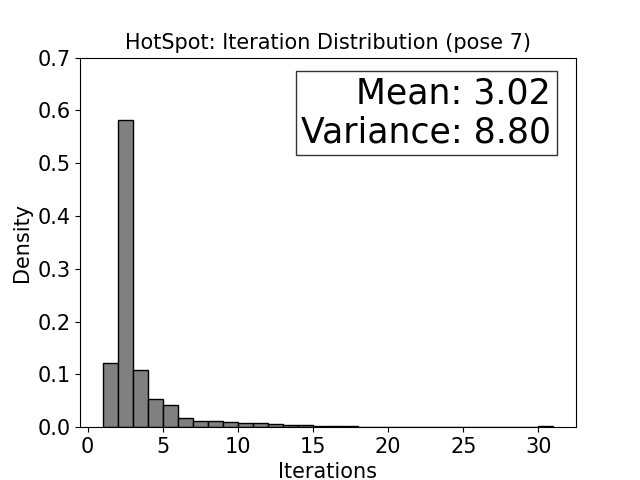 HotSpot: Iteration Distribution (pose 7)
Mean: 3.02
Variance: 8.80
Density
0.7
0.6
0.5
0.4
0.3
0.2
0.1
0.0
0 5 10 15 20 25 30
Iterations